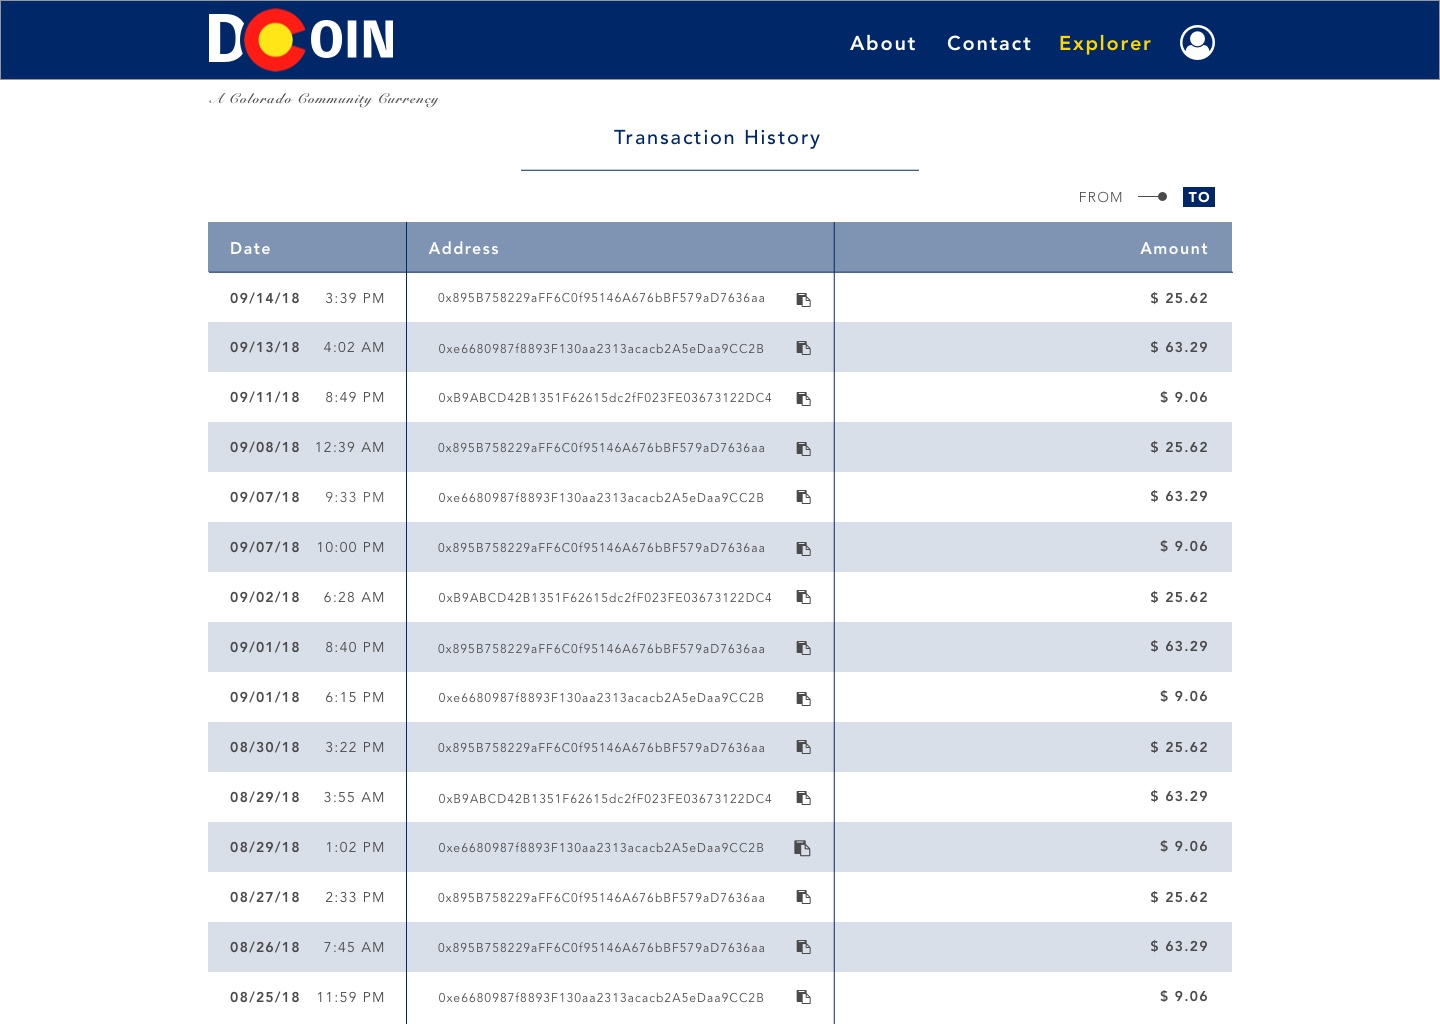 DCOIN
About Contact Explorer
A Colorado Community Currency
Transaction History
FROM TO
Date Address Amount
09/14/18 3:39 PM 0x895B758229aFF6C0f95146A676bBF579aD7636aa $ 25.62
09/13/18 4:02 AM 0xe6680987f8893F130aa2313acacb2A5eDaa9CC2B $ 63.29
09/11/18 8:49 PM 0xB9ABCD42B1351F62615dc2fF023FE03673122DC4 $ 9.06
09/08/18 12:39 AM 0x895B758229aFF6C0f95146A676bBF579aD7636aa $ 25.62
09/07/18 9:33 PM 0xe6680987f8893F130aa2313acacb2A5eDaa9CC2B $ 63.29
09/07/18 10:00 PM 0x895B758229aFF6C0f95146A676bBF579aD7636aa $ 9.06
09/02/18 6:28 AM 0xB9ABCD42B1351F62615dc2fF023FE03673122DC4 $ 25.62
09/01/18 8:40 PM 0x895B758229aFF6C0f95146A676bBF579aD7636aa $ 63.29
09/01/18 6:15 PM 0xe6680987f8893F130aa2313acacb2A5eDaa9CC2B $ 9.06
08/30/18 3:22 PM 0x895B758229aFF6C0f95146A676bBF579aD7636aa $ 25.62
08/29/18 3:55 AM 0xB9ABCD42B1351F62615dc2fF023FE03673122DC4 $ 63.29
08/29/18 1:02 PM 0xe6680987f8893F130aa2313acacb2A5eDaa9CC2B $ 9.06
08/27/18 2:33 PM 0x895B758229aFF6C0f95146A676bBF579aD7636aa $ 25.62
08/26/18 7:45 AM 0x895B758229aFF6C0f95146A676bBF579aD7636aa $ 63.29
08/25/18 11:59 PM 0xe6680987f8893F130aa2313acacb2A5eDaa9CC2B $ 9.06